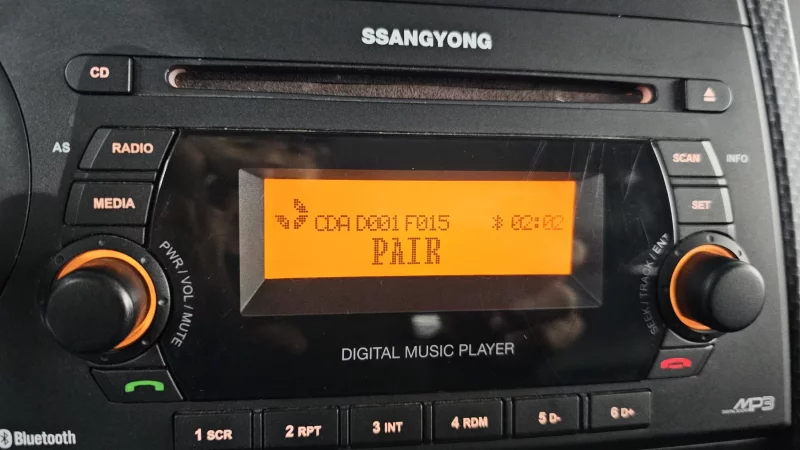 SSANGYONG
CD
AS
RADIO
SCAN
INFO
MEDIA
SET
CDA D001 F015 02:02
PAIR
PWR / VOL / MUTE
SEEK / TRACK / ENT
DIGITAL MUSIC PLAYER
MP3
Bluetooth
1 SCR
2 RPT
3 INT
4 RDM
5 D-
6 D+